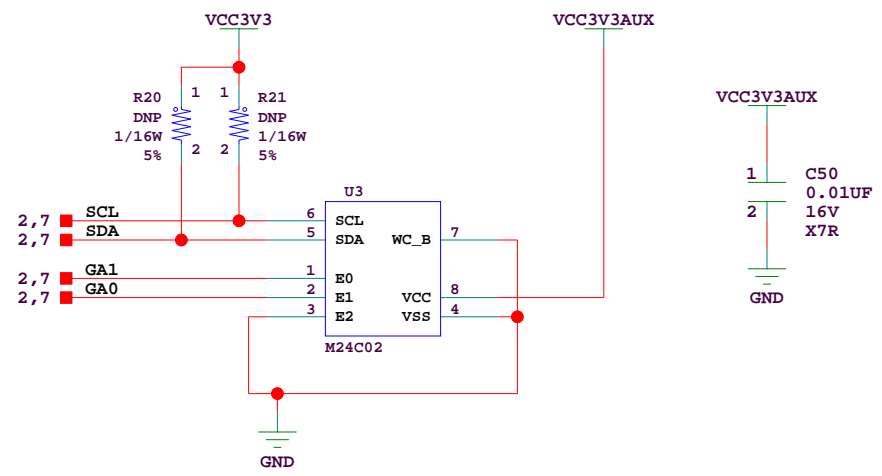 VCC3V3
VCC3V3AUX
VCC3V3AUX
R20 1 1 R21
DNP DNP
1/16W 1/16W
5% 2 2 5%
1 C50
0.01UF
2 16V
X7R
GND
U3
2,7 SCL 6 SCL
2,7 SDA 5 SDA WC_B 7
2,7 GA1 1 E0
2,7 GA0 2 E1 VCC 8
3 E2 VSS 4
M24C02
GND